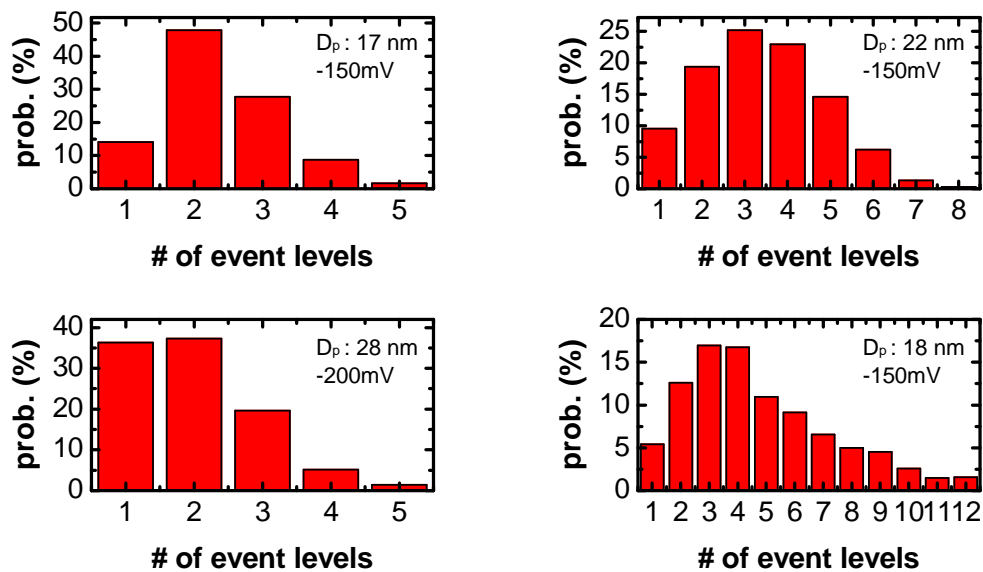 50
40
30
20
10
0
prob. (%)
Dp : 17 nm
-150mV
1 2 3 4 5
# of event levels
25
20
15
10
5
0
prob. (%)
Dp : 22 nm
-150mV
1 2 3 4 5 6 7 8
# of event levels
40
30
20
10
0
prob. (%)
Dp : 28 nm
-200mV
1 2 3 4 5
# of event levels
20
15
10
5
0
prob. (%)
Dp : 18 nm
-150mV
1 2 3 4 5 6 7 8 9 10 11 12
# of event levels